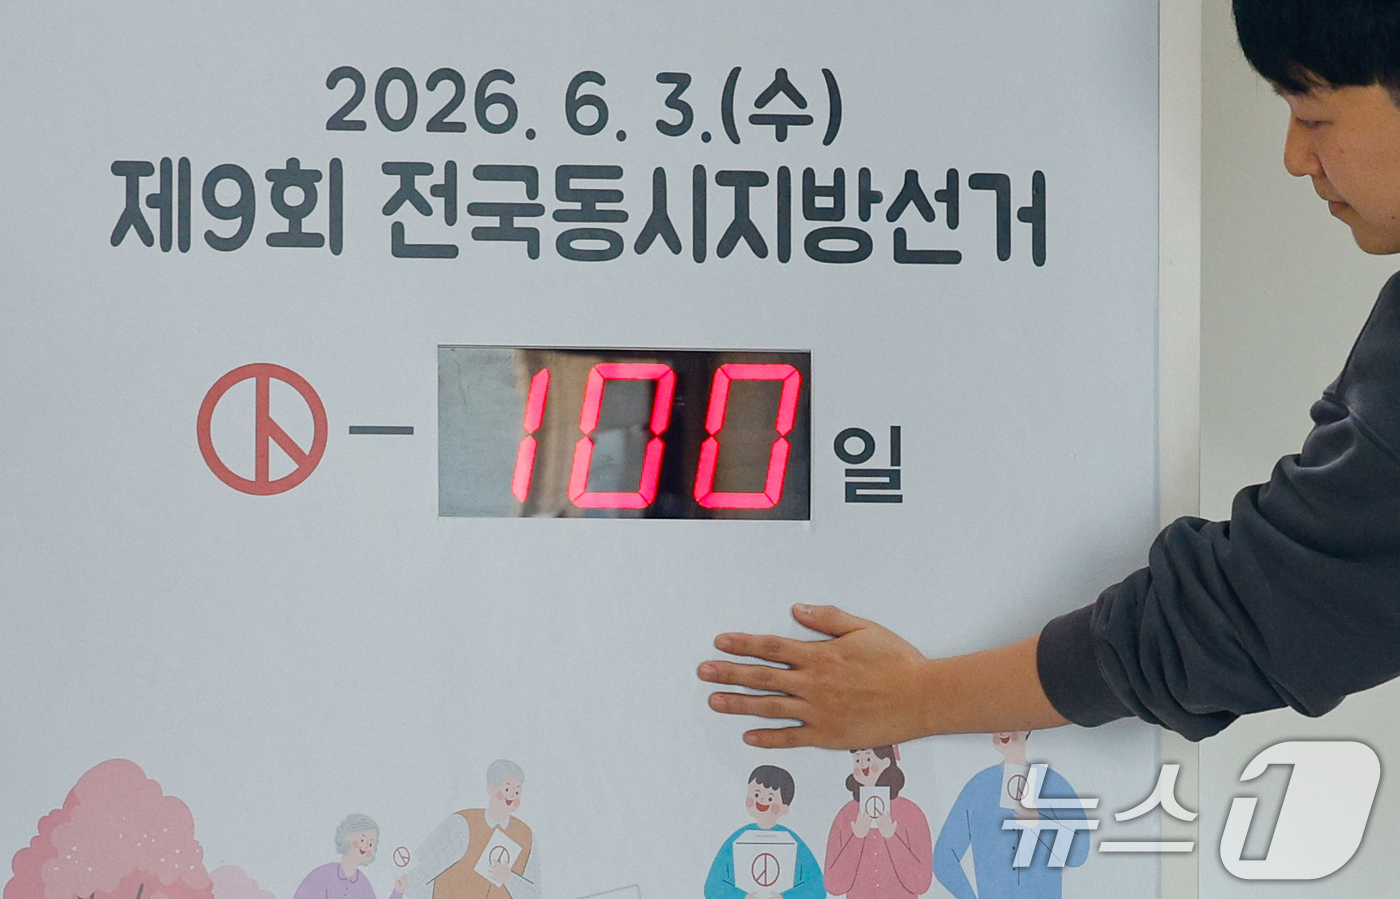 2026. 6. 3.(수)
제9회 전국동시지방선거
– 100 일
뉴스1